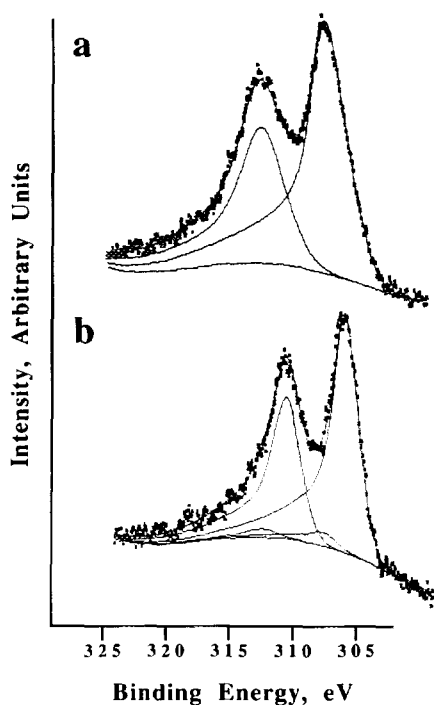 a
b
Intensity, Arbitrary Units
325 320 315 310 305
Binding Energy, eV